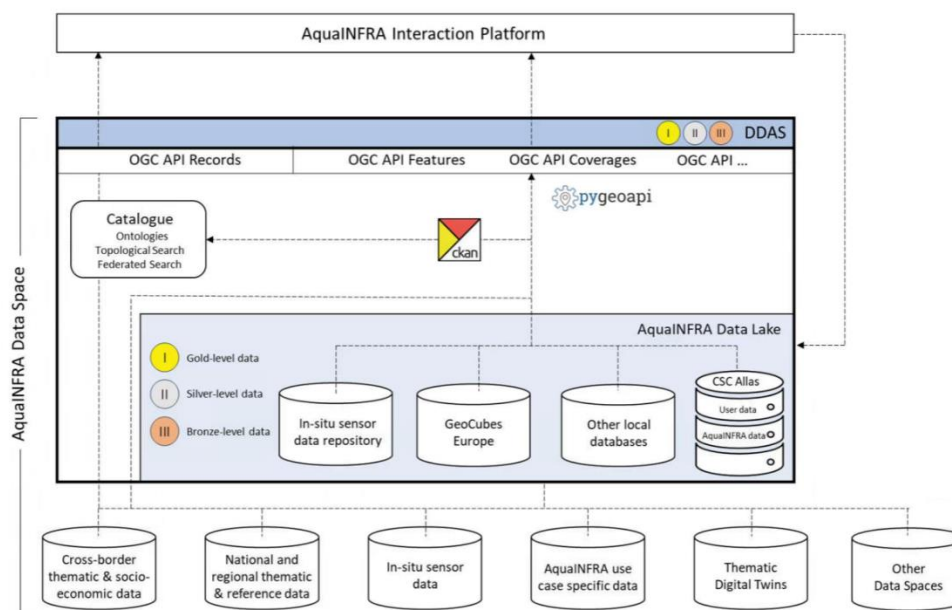 AquaINFRA Interaction Platform
I II III DDAS
OGC API Records OGC API Features OGC API Coverages OGC API ...
pygeoapi
Catalogue
Ontologies
Topological Search
Federated Search
ckan
AquaINFRA Data Space
AquaINFRA Data Lake
I Gold-level data
II Silver-level data
III Bronze-level data
In-situ sensor
data repository
GeoCubes
Europe
Other local
databases
CSC Allas
User data
AquaINFRA data
Cross-border
thematic & socio-
economic data
National and
regional thematic
& reference data
In-situ sensor
data
AquaINFRA use
case specific data
Thematic
Digital Twins
Other
Data Spaces